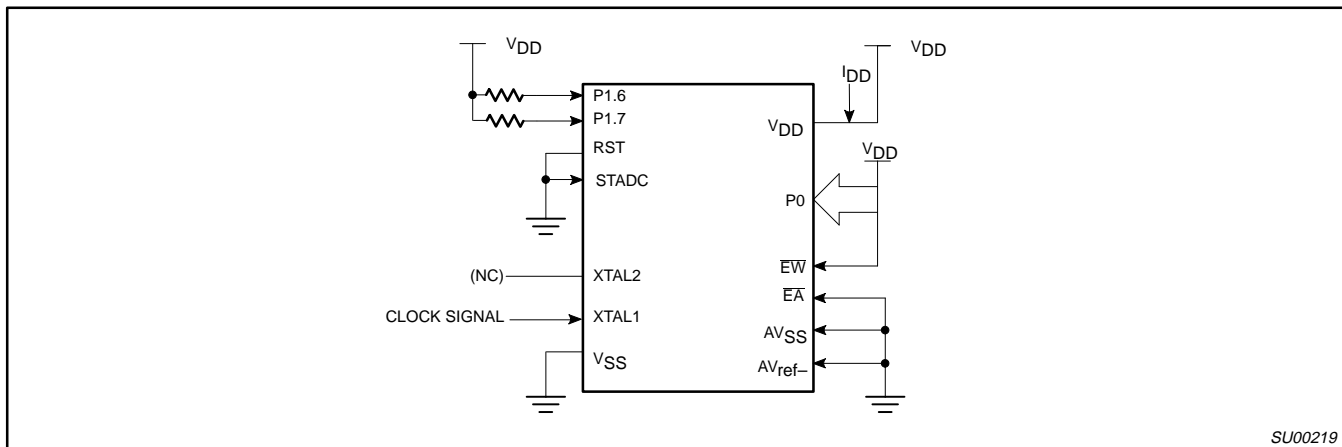 VDD
VDD
IDD
P1.6
P1.7
VDD
RST
VDD
STADC
P0
EW
(NC)
XTAL2
EA
CLOCK SIGNAL
XTAL1
AVSS
VSS
AVref–
SU00219